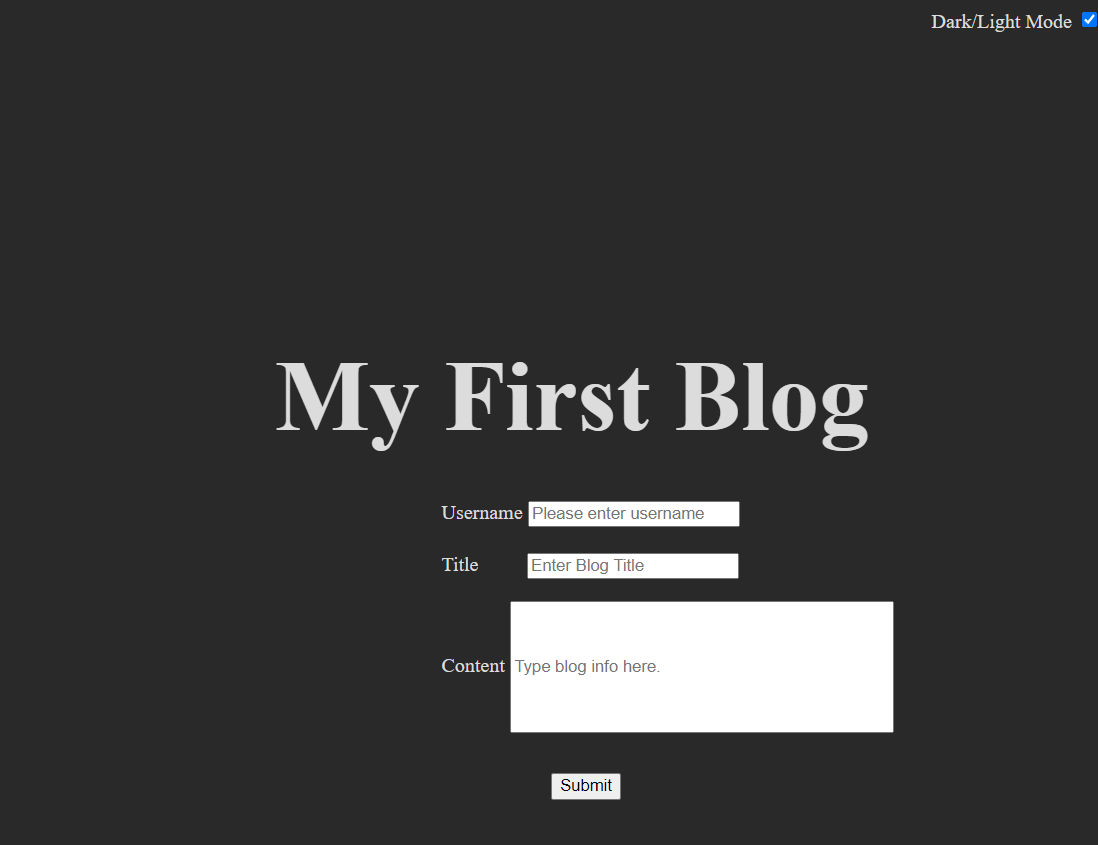 Dark/Light Mode
My First Blog
Username Please enter username
Title Enter Blog Title
Content Type blog info here.
Submit